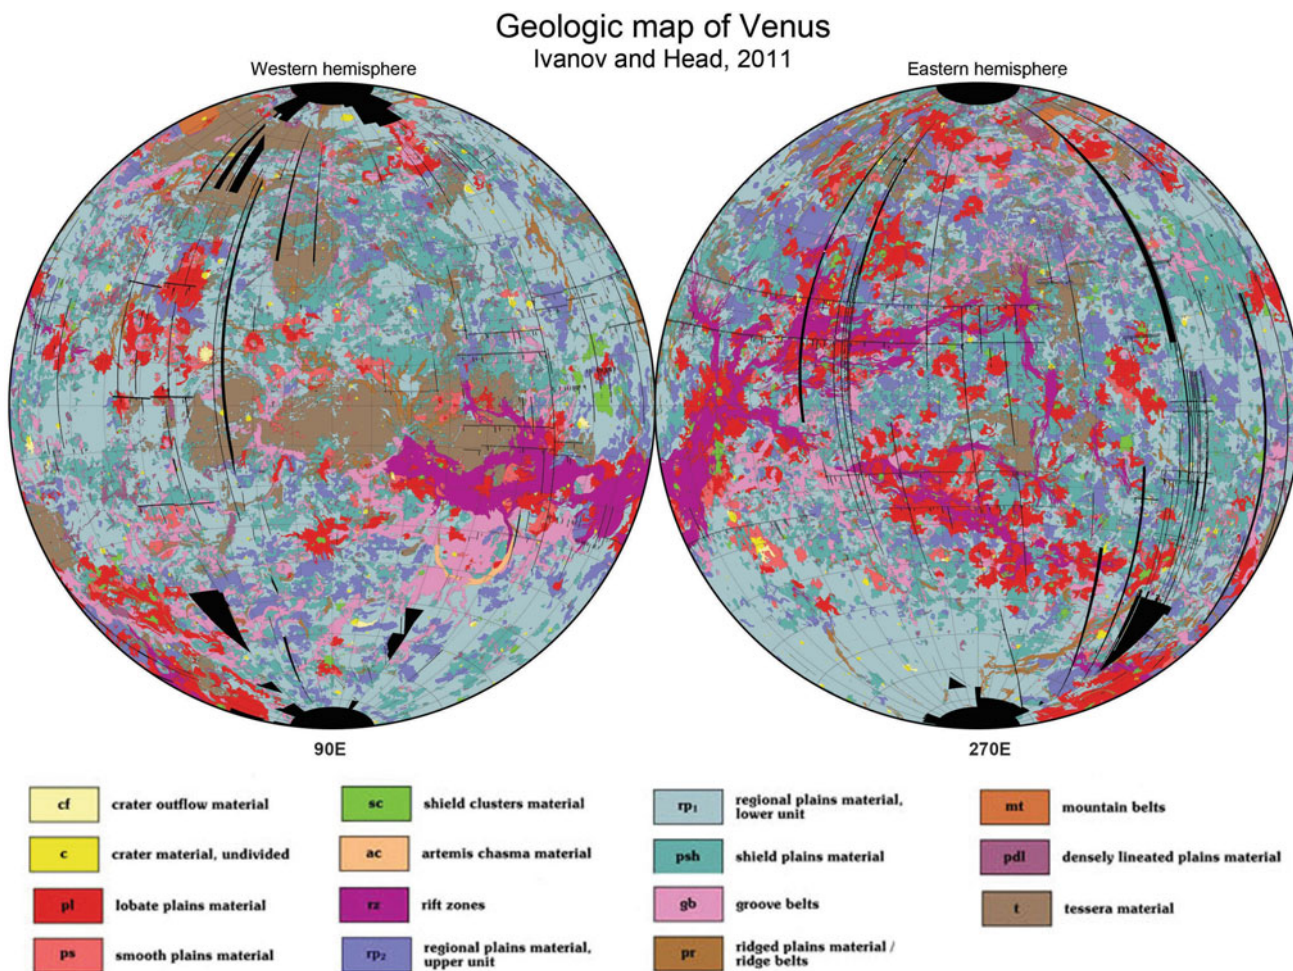 Geologic map of Venus
Ivanov and Head, 2011
Western hemisphere
Eastern hemisphere
90E
270E
cf crater outflow material
c crater material, undivided
pl lobate plains material
ps smooth plains material
sc shield clusters material
ac artemis chasma material
rz rift zones
rp2 regional plains material,
upper unit
rp1 regional plains material,
lower unit
psh shield plains material
gb groove belts
pr ridged plains material /
ridge belts
mt mountain belts
pdl densely lineated plains material
t tessera material